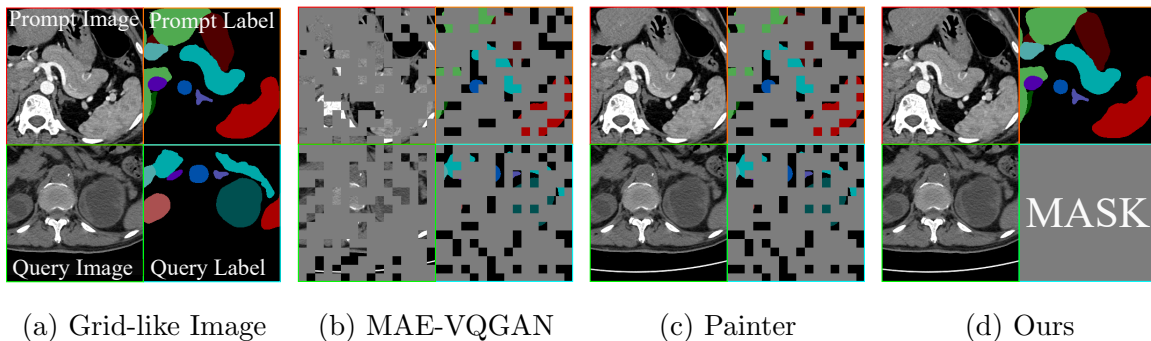 Prompt Image Prompt Label
Query Image Query Label
MASK
(a) Grid-like Image (b) MAE-VQGAN (c) Painter (d) Ours